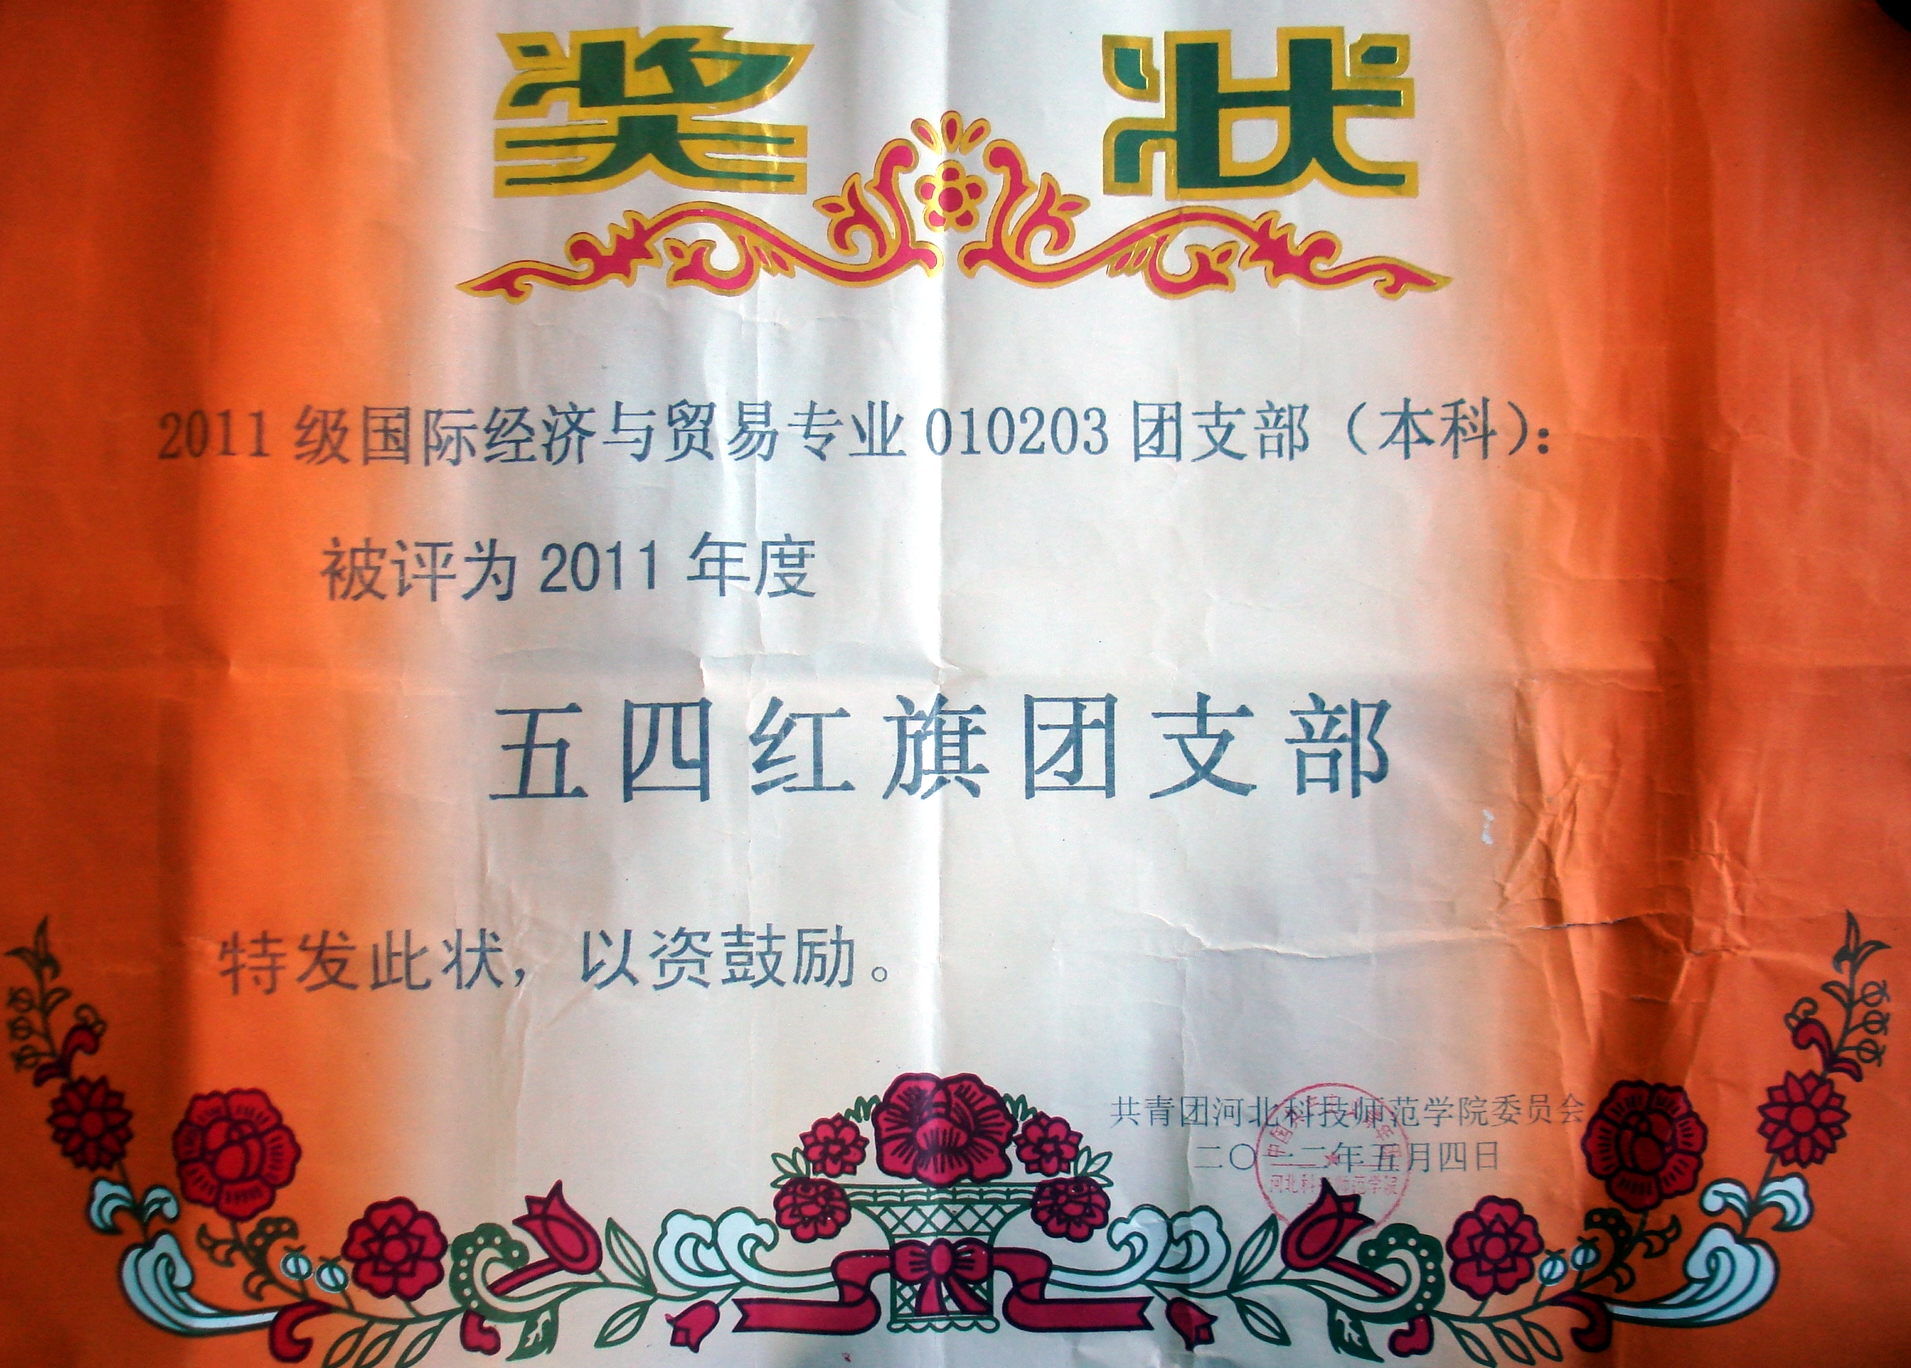 奖状
2011级国际经济与贸易专业010203团支部（本科）：
被评为2011年度
五四红旗团支部
特发此状，以资鼓励。
共青团河北科技师范学院委员会
二〇一二年五月四日